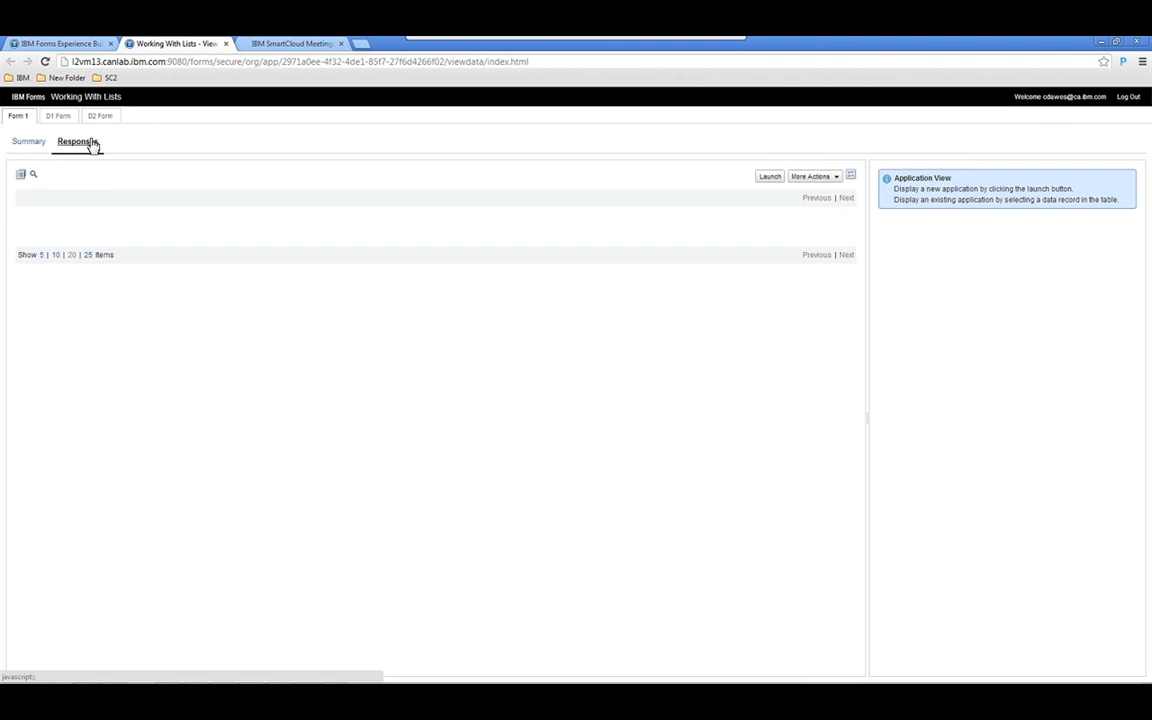 IBM Forms Experience Bu
Working With Lists - View
IBM SmartCloud Meeting
l2vm13.canlab.ibm.com:9080/forms/secure/org/app/2971a0ee-4f32-4de1-85f7-27f6d4266f02/viewdata/index.html
IBM
New Folder
SC2
IBM Forms Working With Lists
Welcome cdawes@ca.ibm.com Log Out
Form 1
D1 Form
D2 Form
Summary
Launch
More Actions
Application View
Display a new application by clicking the launch button.
Display an existing application by selecting a data record in the table.
Previous | Next
Show 5 | 10 | 20 | 25 Items
Previous | Next
javascript:;